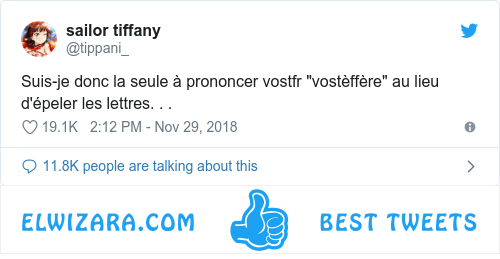 sailor tiffany
@tippani_
Suis-je donc la seule à prononcer vostfr "vostèffère" au lieu
d'épeler les lettres. . .
19.1K 2:12 PM - Nov 29, 2018
11.8K people are talking about this
ELWIZARA.COM BEST TWEETS